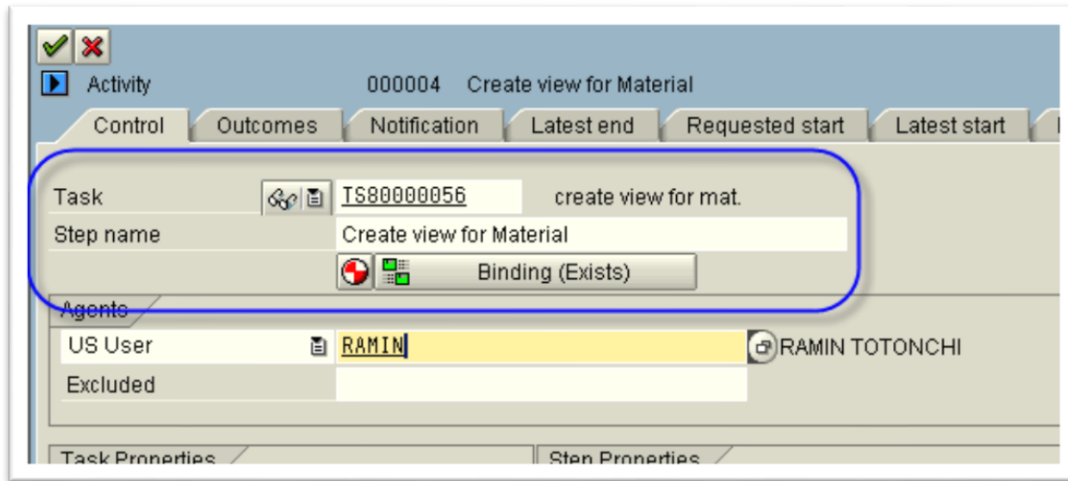 Activity 000004 Create view for Material
Control Outcomes Notification Latest end Requested start Latest start
Task TS80000056 create view for mat.
Step name Create view for Material
Binding (Exists)
Agents
US User RAMIN RAMIN TOTONCHI
Excluded
Task Properties Step Properties